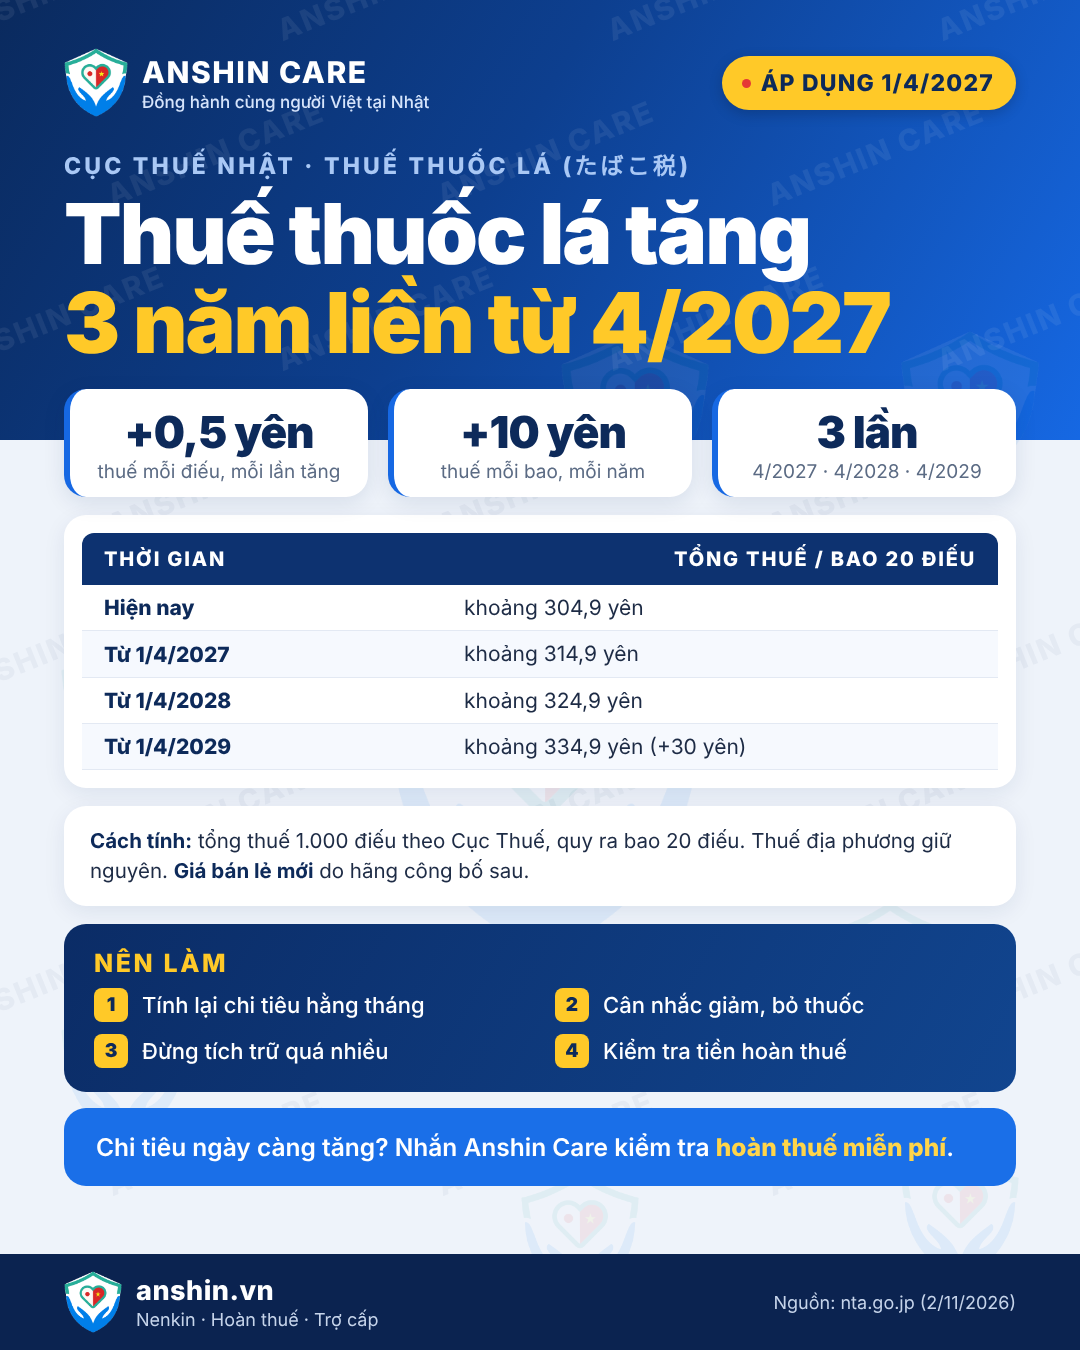 ANSHIN CARE
Đồng hành cùng người Việt tại Nhật
ÁP DỤNG 1/4/2027
CỤC THUẾ NHẬT · THUẾ THUỐC LÁ (たばこ税)
Thuế thuốc lá tăng
3 năm liền từ 4/2027
+0,5 yên
thuế mỗi điếu, mỗi lần tăng
+10 yên
thuế mỗi bao, mỗi năm
3 lần
4/2027 · 4/2028 · 4/2029
THỜI GIAN TỔNG THUẾ / BAO 20 ĐIẾU
Hiện nay khoảng 304,9 yên
Từ 1/4/2027 khoảng 314,9 yên
Từ 1/4/2028 khoảng 324,9 yên
Từ 1/4/2029 khoảng 334,9 yên (+30 yên)
Cách tính: tổng thuế 1.000 điếu theo Cục Thuế, quy ra bao 20 điếu. Thuế địa phương giữ
nguyên. Giá bán lẻ mới do hãng công bố sau.
NÊN LÀM
1 Tính lại chi tiêu hằng tháng
2 Cân nhắc giảm, bỏ thuốc
3 Đừng tích trữ quá nhiều
4 Kiểm tra tiền hoàn thuế
Chi tiêu ngày càng tăng? Nhắn Anshin Care kiểm tra hoàn thuế miễn phí.
anshin.vn
Nenkin · Hoàn thuế · Trợ cấp
Nguồn: nta.go.jp (2/11/2026)